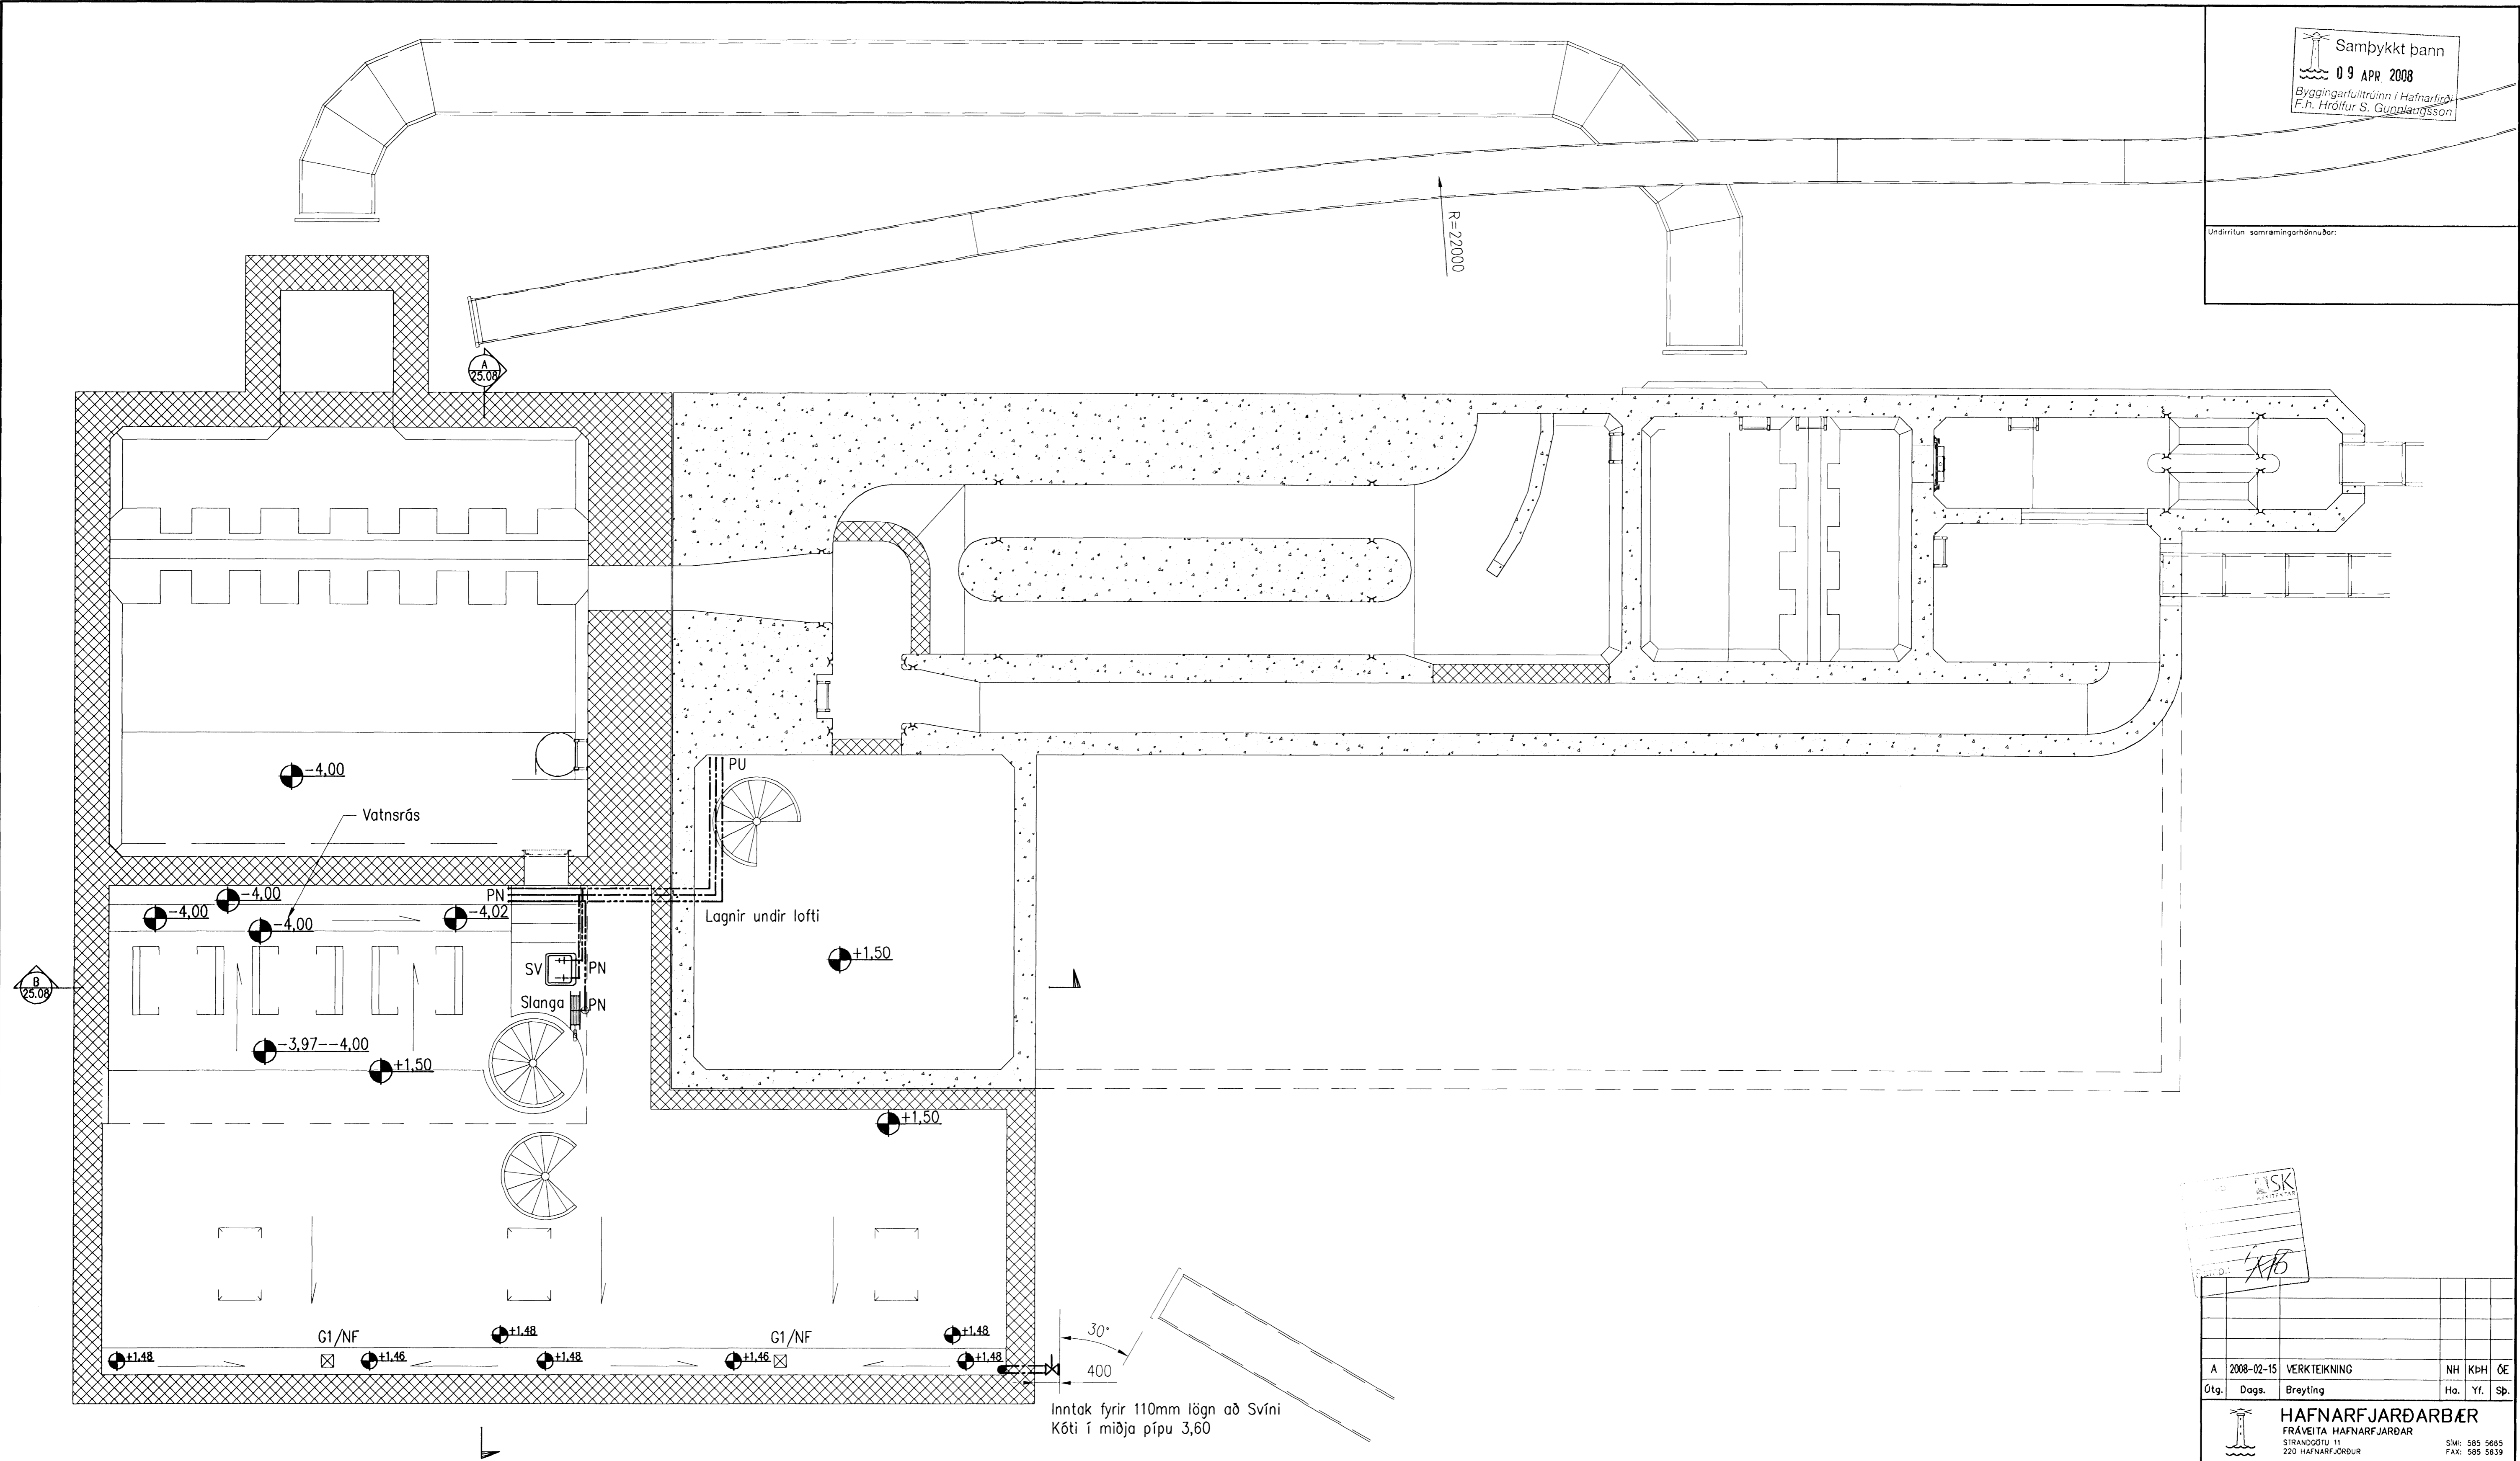 Samþykkt þann
09 APR. 2008
Byggingarfulltrúinn í Hafnarfirði
F.h. Hrólfur S. Gunnlaugsson
Undirritun samræmingarhönnuðar:
R=22000
A
25.08
-4,00
Vatnsrás
PU
-4,00
PN
-4,00
-4,02
-4,00
Lagnir undir lofti
+1,50
SV
PN
B
25.08
Slanga
PN
-3,97--4,00
+1,50
+1,50
G1/NF
+1,48
G1/NF
+1,48
30°
+1,48
+1,46
+1,48
+1,46
+1,48
400
Inntak fyrir 110mm lögn að Svíni
Kóti í miðja pípu 3,60
SK
ARKITEKTAR
A 2008-02-15 VERKTEIKNING NH KÞH ÓE
Útg. Dags. Breyting Ha. Yf. Sþ.
HAFNARFJARÐARBÆR
FRÁVEITA HAFNARFJARÐAR
STRANDGÖTU 11 SÍMI: 585 5665
220 HAFNARFJÖRÐUR FAX: 585 5639